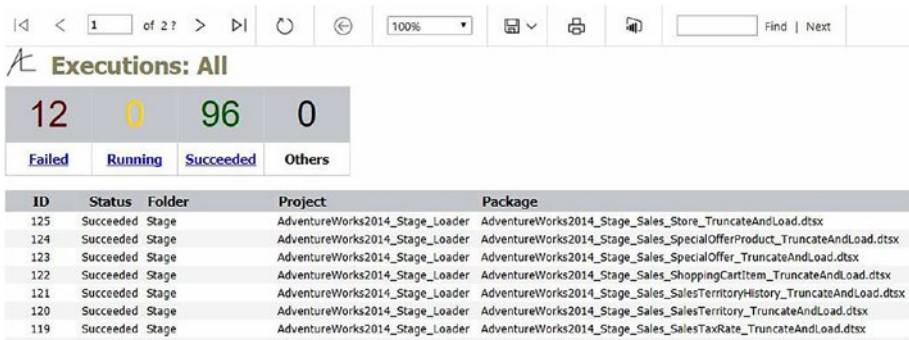 1 of 2 ? 100% Find | Next
Executions: All
12 0 96 0
Failed Running Succeeded Others
ID Status Folder Project Package
125 Succeeded Stage AdventureWorks2014_Stage_Loader AdventureWorks2014_Stage_Sales_Store_TruncateAndLoad.dtsx
124 Succeeded Stage AdventureWorks2014_Stage_Loader AdventureWorks2014_Stage_Sales_SpecialOfferProduct_TruncateAndLoad.dtsx
123 Succeeded Stage AdventureWorks2014_Stage_Loader AdventureWorks2014_Stage_Sales_SpecialOffer_TruncateAndLoad.dtsx
122 Succeeded Stage AdventureWorks2014_Stage_Loader AdventureWorks2014_Stage_Sales_ShoppingCartItem_TruncateAndLoad.dtsx
121 Succeeded Stage AdventureWorks2014_Stage_Loader AdventureWorks2014_Stage_Sales_SalesTerritoryHistory_TruncateAndLoad.dtsx
120 Succeeded Stage AdventureWorks2014_Stage_Loader AdventureWorks2014_Stage_Sales_SalesTerritory_TruncateAndLoad.dtsx
119 Succeeded Stage AdventureWorks2014_Stage_Loader AdventureWorks2014_Stage_Sales_SalesTaxRate_TruncateAndLoad.dtsx